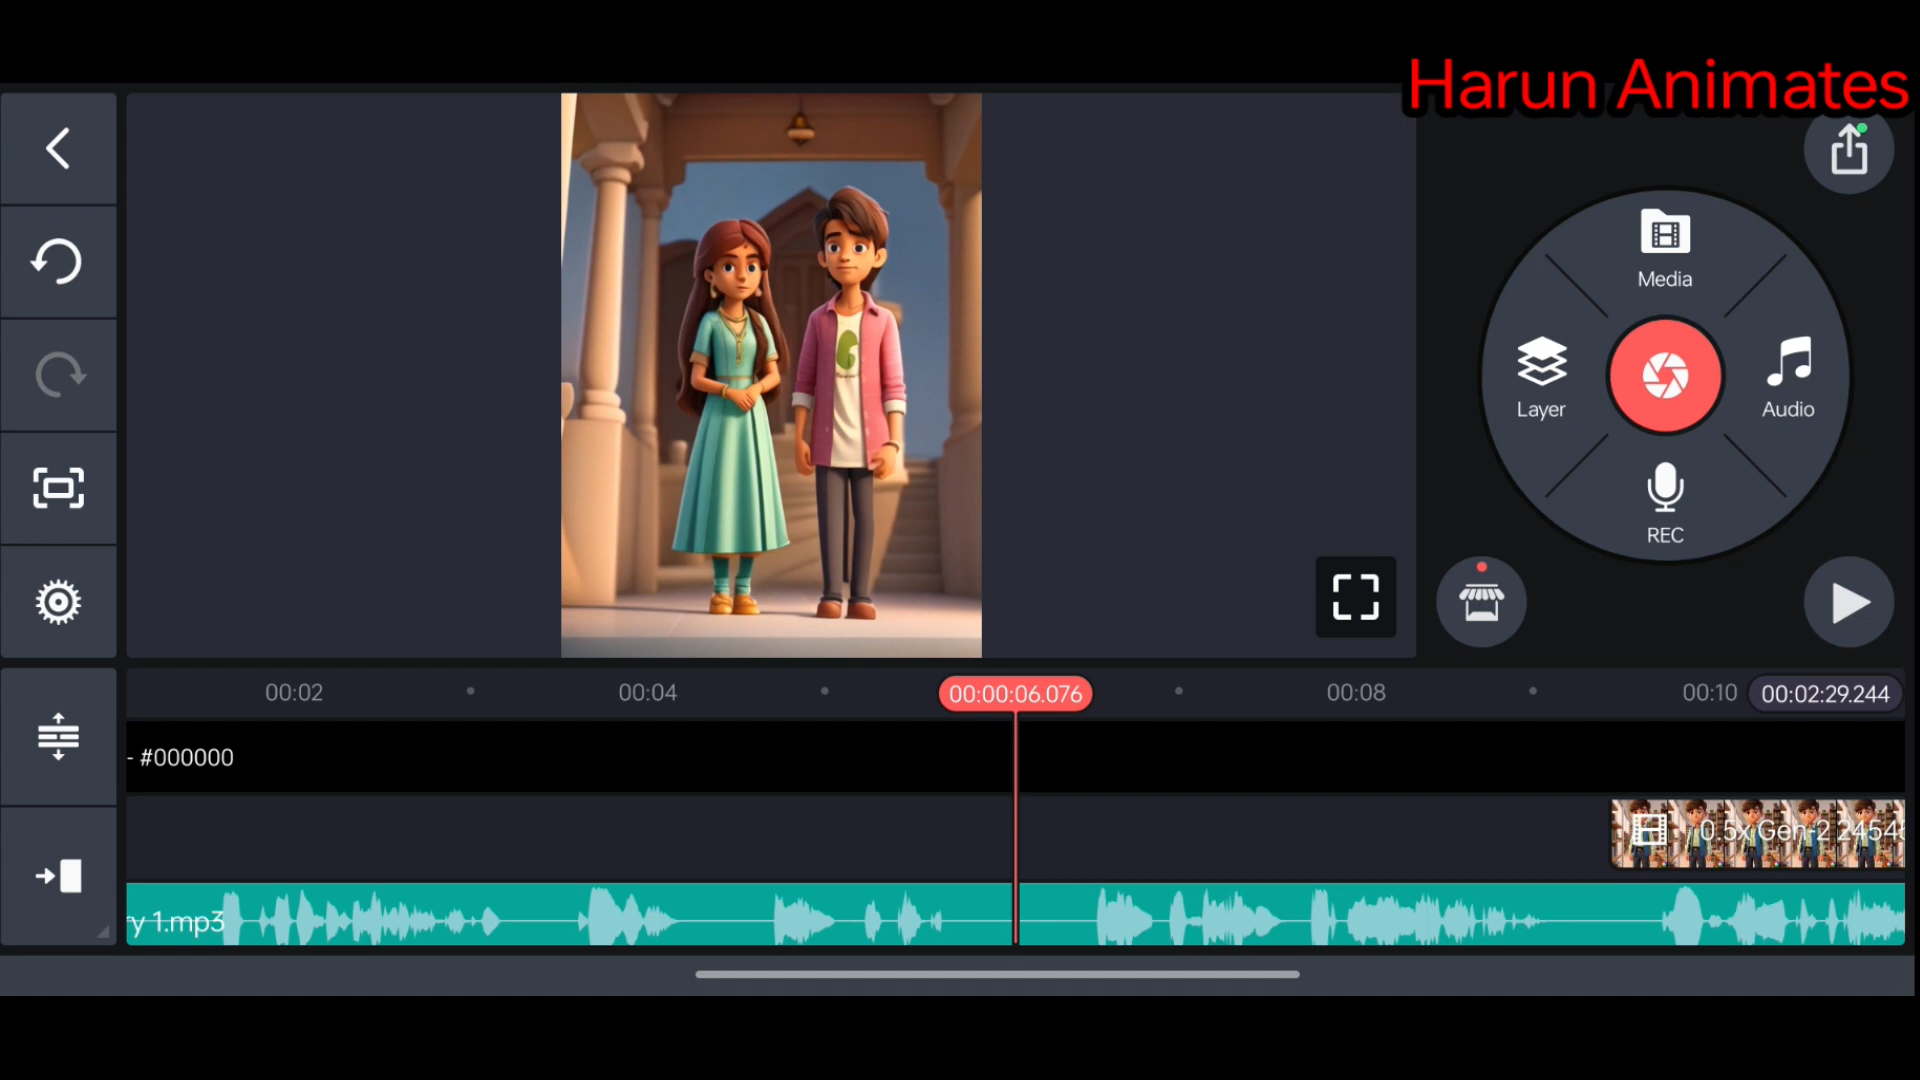 Harun Animates
Media
Layer
Audio
REC
00:02
00:04
00:00:06.076
00:08
00:10
00:02:29.244
- #000000
0.5x Gen-2 2454
y 1.mp3